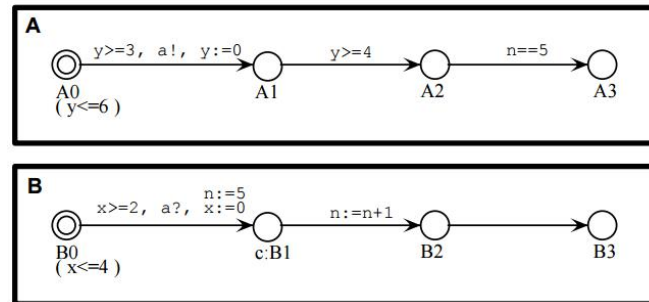 A
y>=3, a!, y:=0
y>=4
n==5
A0
A1
A2
A3
( y<=6 )
B
n:=5
x>=2, a?, x:=0
n:=n+1
B0
c:B1
B2
B3
( x<=4 )